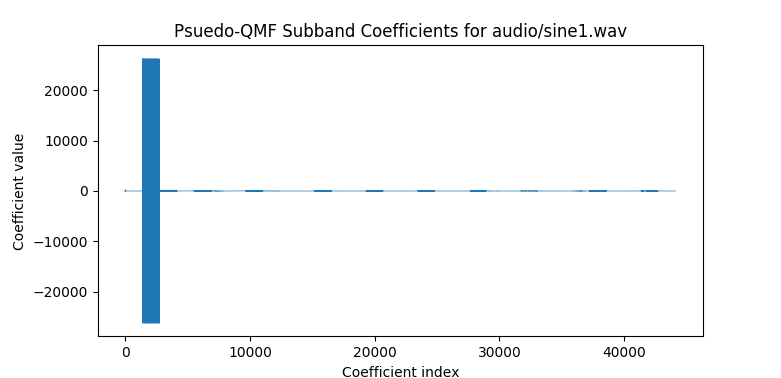 Psuedo-QMF Subband Coefficients for audio/sine1.wav
20000
10000
0
−10000
−20000
Coefficient value
0 10000 20000 30000 40000
Coefficient index